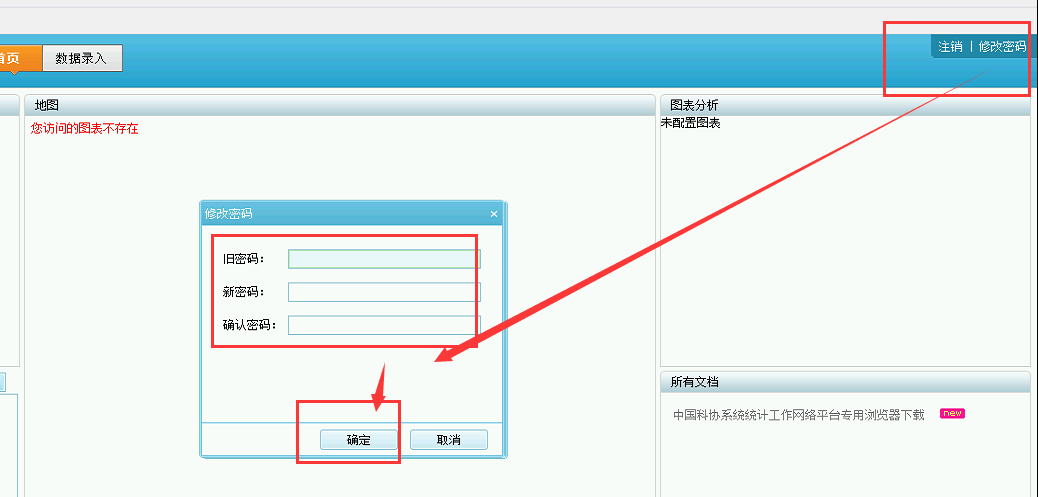 注销 | 修改密码
首页 数据录入
地图
您访问的图表不存在
图表分析
未配置图表
修改密码 ×
旧密码：
新密码：
确认密码：
确定 取消
所有文档
中国科协系统统计工作网络平台专用浏览器下载 new